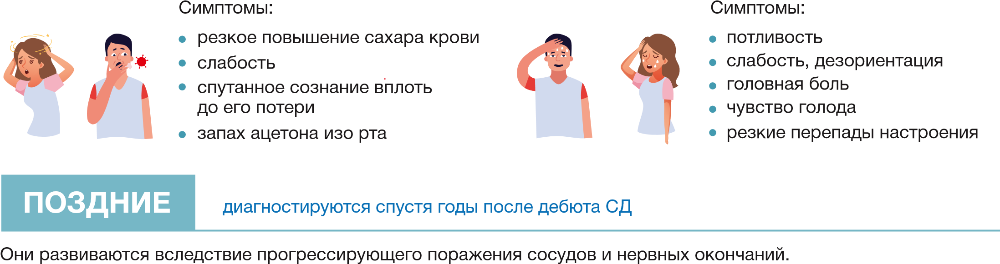 Симптомы:
• резкое повышение сахара крови
• слабость
• спутанное сознание вплоть
до его потери
• запах ацетона изо рта
Симптомы:
• потливость
• слабость, дезориентация
• головная боль
• чувство голода
• резкие перепады настроения
ПОЗДНИЕ
диагностируются спустя годы после дебюта СД
Они развиваются вследствие прогрессирующего поражения сосудов и нервных окончаний.